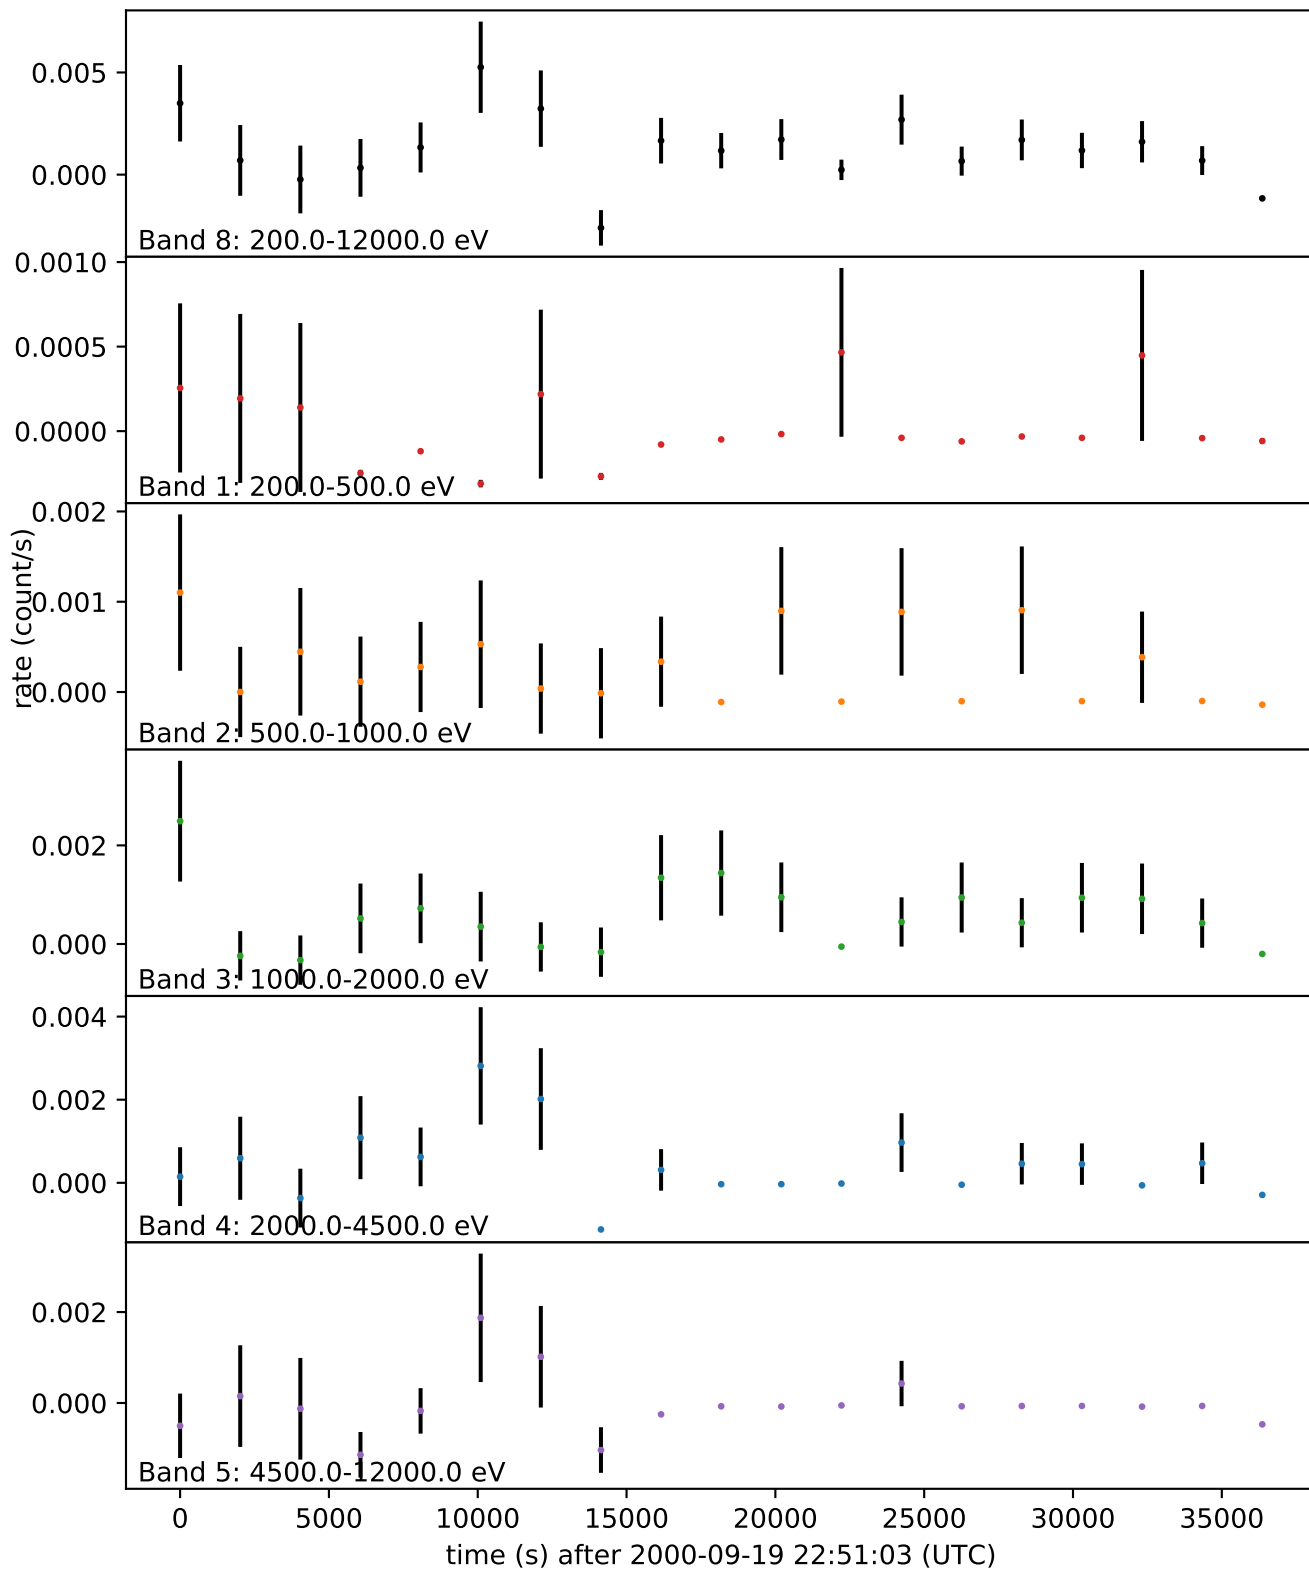 0.005
0.000
Band 8: 200.0-12000.0 eV
0.0010
0.0005
0.0000
Band 1: 200.0-500.0 eV
0.002
0.001
0.000
Band 2: 500.0-1000.0 eV
rate (count/s)
0.002
0.000
Band 3: 1000.0-2000.0 eV
0.004
0.002
0.000
Band 4: 2000.0-4500.0 eV
0.002
0.000
Band 5: 4500.0-12000.0 eV
0 5000 10000 15000 20000 25000 30000 35000
time (s) after 2000-09-19 22:51:03 (UTC)